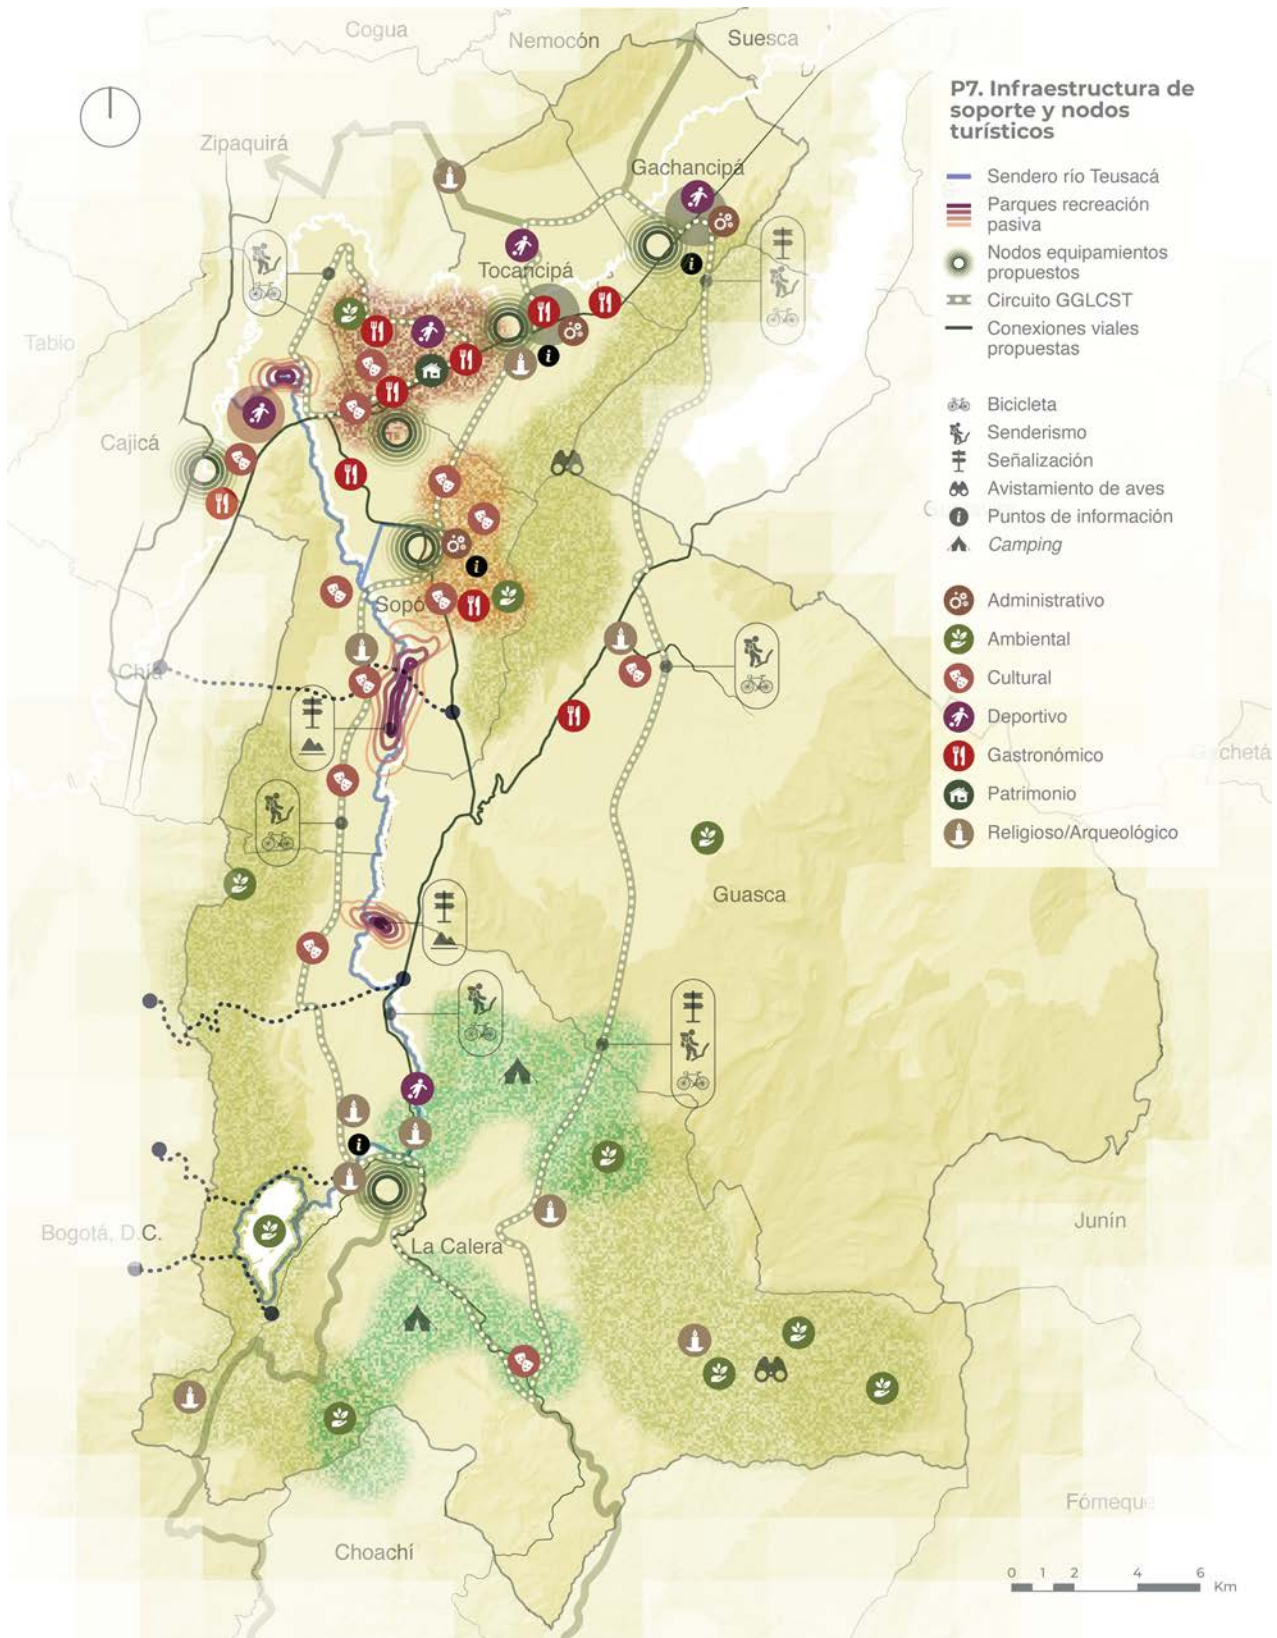 Cogua
Nemocón
Suesca
Zipaquirá
Gachancipá
Tocancipá
Tabio
Cajicá
Sopó
Chía
Guasca
chetá
Bogotá, D.C.
La Calera
Junín
Choachí
Fómeque
P7. Infraestructura de
soporte y nodos
turísticos
Sendero río Teusacá
Parques recreación
pasiva
Nodos equipamientos
propuestos
Circuito GGLCST
Conexiones viales
propuestas
Bicicleta
Senderismo
Señalización
Avistamiento de aves
Puntos de información
Camping
Administrativo
Ambiental
Cultural
Deportivo
Gastronómico
Patrimonio
Religioso/Arqueológico
0 1 2 4 6
Km